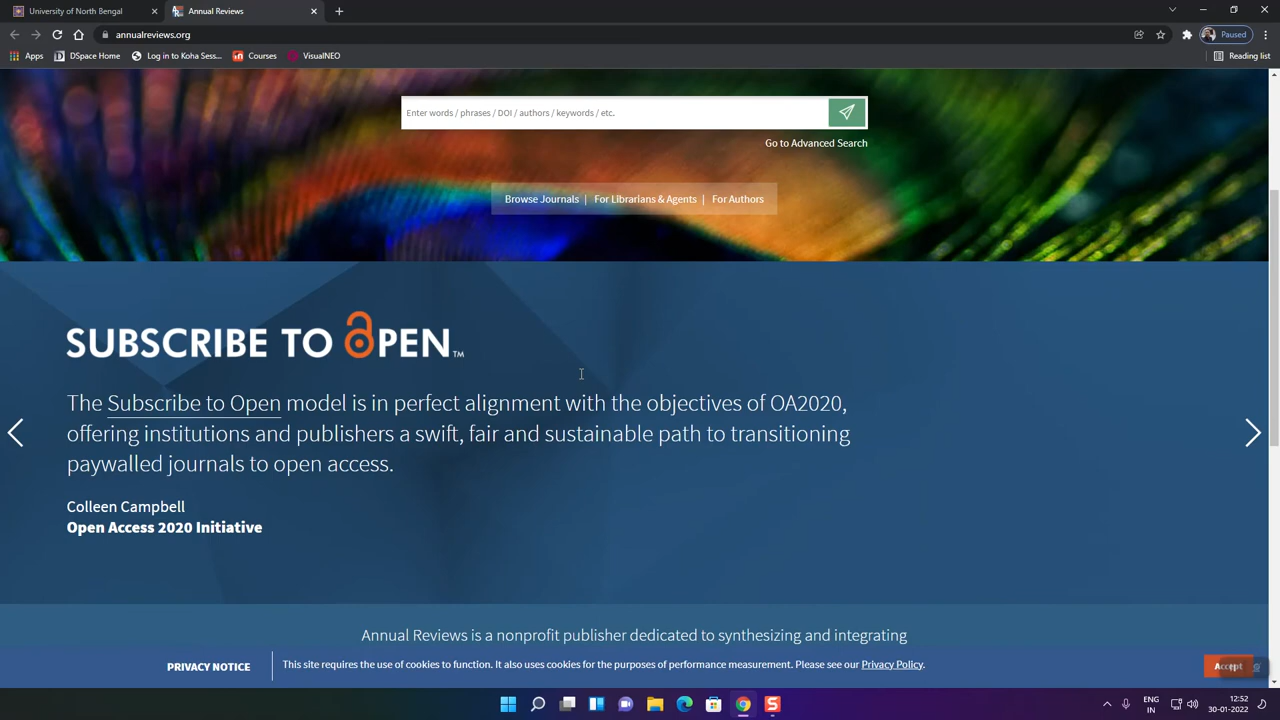 University of North Bengal
Annual Reviews
annualreviews.org
Paused
Apps
DSpace Home
Log in to Koha Sess...
in Courses
VisualNEO
Reading list
Enter words / phrases / DOI / authors / keywords / etc.
Go to Advanced Search
Browse Journals | For Librarians & Agents | For Authors
SUBSCRIBE TO OPEN™
The Subscribe to Open model is in perfect alignment with the objectives of OA2020,
offering institutions and publishers a swift, fair and sustainable path to transitioning
paywalled journals to open access.
Colleen Campbell
Open Access 2020 Initiative
Annual Reviews is a nonprofit publisher dedicated to synthesizing and integrating
PRIVACY NOTICE
This site requires the use of cookies to function. It also uses cookies for the purposes of performance measurement. Please see our Privacy Policy.
Accept
ENG
IN
12:52
30-01-2022